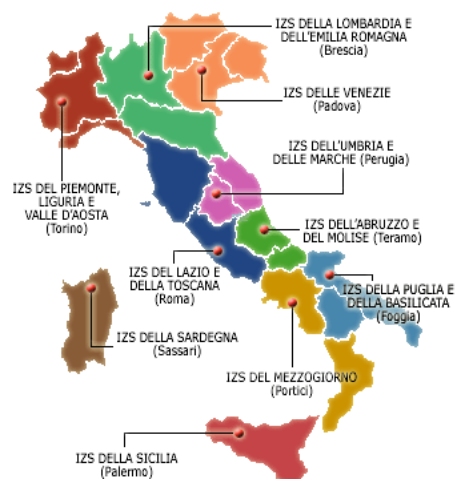 IZS DELLA LOMBARDIA E
DELL'EMILIA ROMAGNA
(Brescia)
IZS DELLE VENEZIE
(Padova)
IZS DELL'UMBRIA E
DELLE MARCHE (Perugia)
IZS DEL PIEMONTE,
LIGURIA E
VALLE D'AOSTA
(Torino)
IZS DELL'ABRUZZO E
DEL MOLISE (Teramo)
IZS DEL LAZIO E
DELLA TOSCANA
(Roma)
IZS DELLA PUGLIA E
DELLA BASILICATA
(Foggia)
IZS DELLA SARDEGNA
(Sassari)
IZS DEL MEZZOGIORNO
(Portici)
IZS DELLA SICILIA
(Palermo)